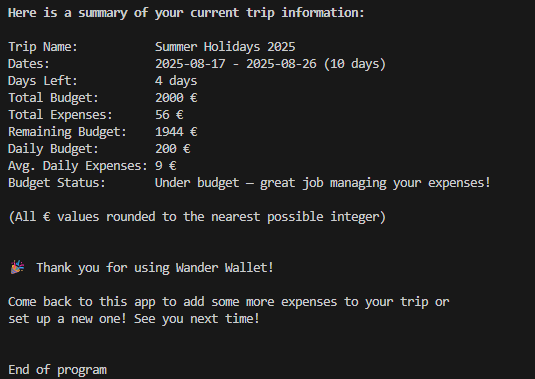 Here is a summary of your current trip information:
Trip Name: Summer Holidays 2025
Dates: 2025-08-17 - 2025-08-26 (10 days)
Days Left: 4 days
Total Budget: 2000 €
Total Expenses: 56 €
Remaining Budget: 1944 €
Daily Budget: 200 €
Avg. Daily Expenses: 9 €
Budget Status: Under budget — great job managing your expenses!
(All € values rounded to the nearest possible integer)
🎉 Thank you for using Wander Wallet!
Come back to this app to add some more expenses to your trip or
set up a new one! See you next time!
End of program